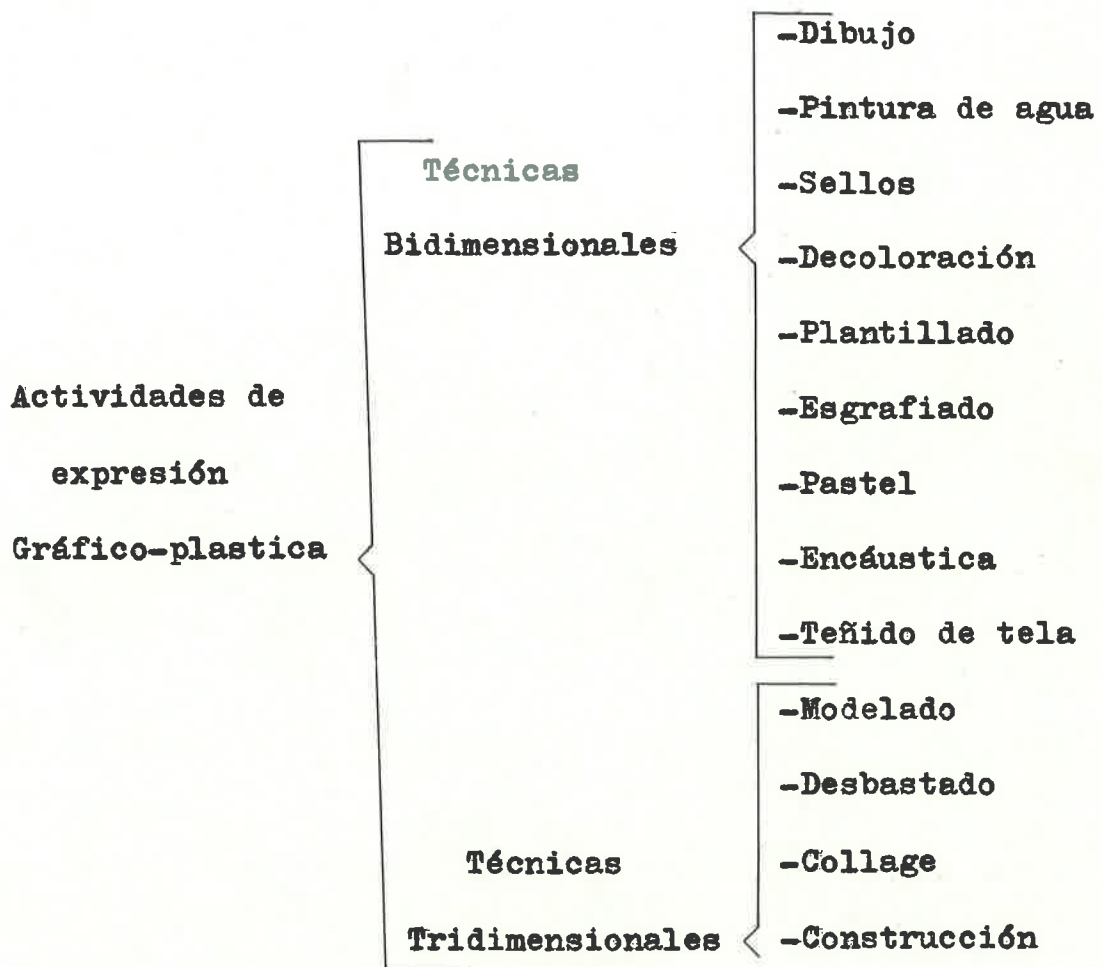 Actividades de
expresión
Gráfico-plastica
Técnicas
Bidimensionales
-Dibujo
-Pintura de agua
-Sellos
-Decoloración
-Plantillado
-Esgrafiado
-Pastel
-Encáustica
-Teñido de tela
Técnicas
Tridimensionales
-Modelado
-Desbastado
-Collage
-Construcción